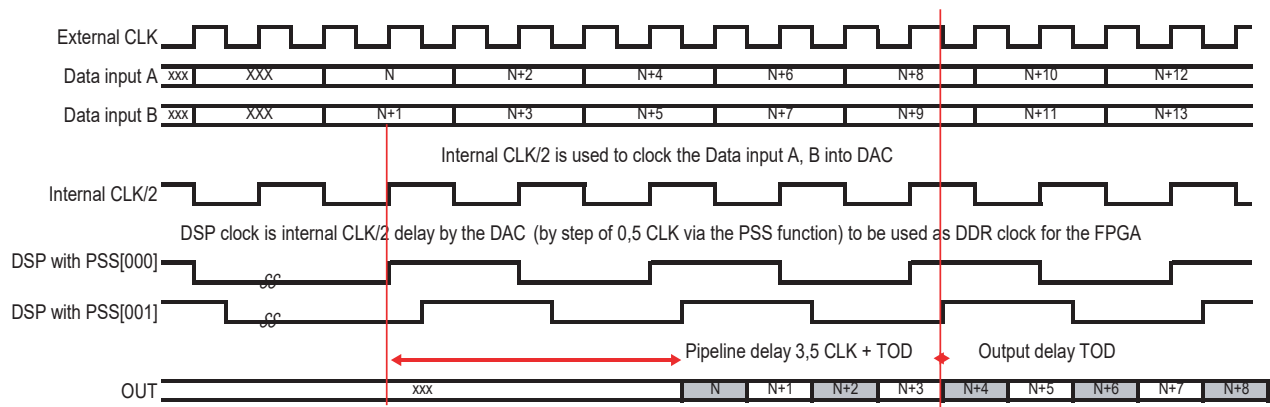 External CLK
Data input A xxx XXX N N+2 N+4 N+6 N+8 N+10 N+12
Data input B xxx XXX N+1 N+3 N+5 N+7 N+9 N+11 N+13
Internal CLK/2 is used to clock the Data input A, B into DAC
Internal CLK/2
DSP clock is internal CLK/2 delay by the DAC (by step of 0,5 CLK via the PSS function) to be used as DDR clock for the FPGA
DSP with PSS[000]
DSP with PSS[001]
Pipeline delay 3,5 CLK + TOD Output delay TOD
OUT xxx N N+1 N+2 N+3 N+4 N+5 N+6 N+7 N+8